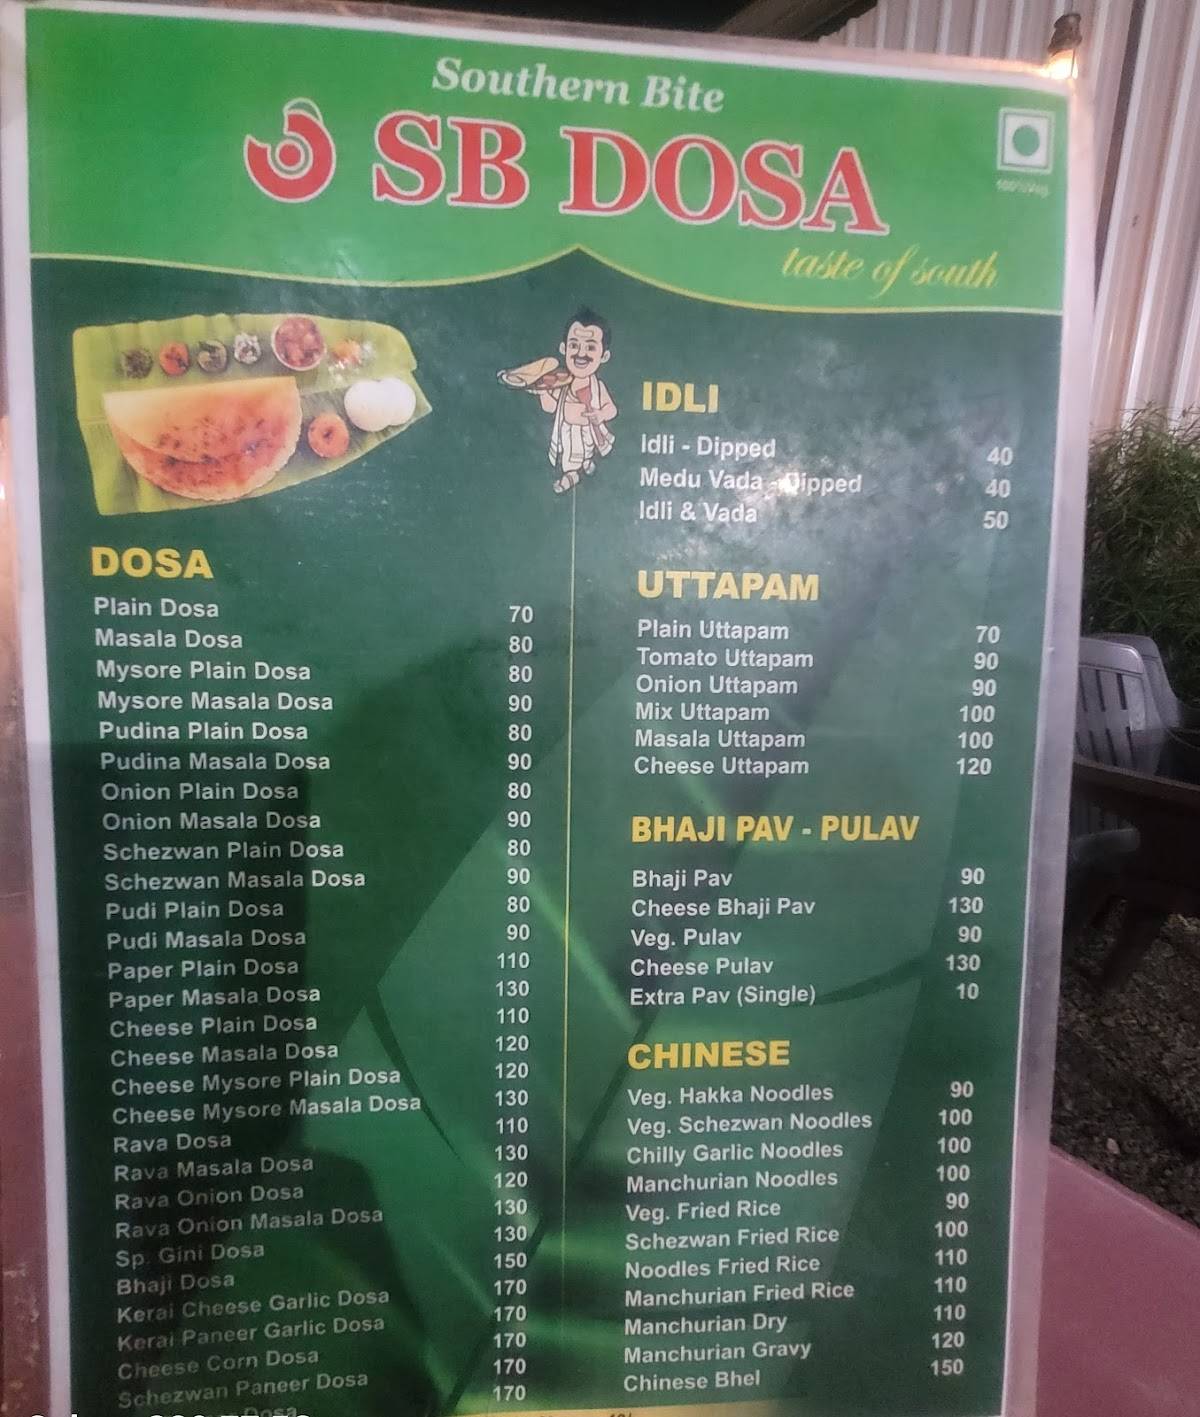 Southern Bite
SB DOSA
taste of south
DOSA
Plain Dosa 70
Masala Dosa 80
Mysore Plain Dosa 80
Mysore Masala Dosa 90
Pudina Plain Dosa 80
Pudina Masala Dosa 90
Onion Plain Dosa 80
Onion Masala Dosa 90
Schezwan Plain Dosa 80
Schezwan Masala Dosa 90
Pudi Plain Dosa 80
Pudi Masala Dosa 90
Paper Plain Dosa 110
Paper Masala Dosa 130
Cheese Plain Dosa 110
Cheese Masala Dosa 120
Cheese Mysore Plain Dosa 120
Cheese Mysore Masala Dosa 130
Rava Dosa 110
Rava Masala Dosa 130
Rava Onion Dosa 120
Rava Onion Masala Dosa 130
Sp. Gini Dosa 130
Bhaji Dosa 150
Kerai Cheese Garlic Dosa 170
Kerai Paneer Garlic Dosa 170
Cheese Corn Dosa 170
Schezwan Paneer Dosa 170
Dosa 170
IDLI
Idli - Dipped 40
Medu Vada - Dipped 40
Idli & Vada 50
UTTAPAM
Plain Uttapam 70
Tomato Uttapam 90
Onion Uttapam 90
Mix Uttapam 100
Masala Uttapam 100
Cheese Uttapam 120
BHAJI PAV - PULAV
Bhaji Pav 90
Cheese Bhaji Pav 130
Veg. Pulav 90
Cheese Pulav 130
Extra Pav (Single) 10
CHINESE
Veg. Hakka Noodles 90
Veg. Schezwan Noodles 100
Chilly Garlic Noodles 100
Manchurian Noodles 100
Veg. Fried Rice 90
Schezwan Fried Rice 100
Noodles Fried Rice 110
Manchurian Fried Rice 110
Manchurian Dry 110
Manchurian Gravy 120
Chinese Bhel 150